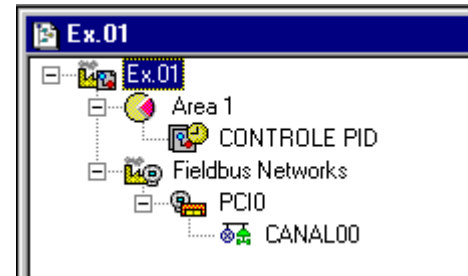 Ex.01
Ex.01
Area 1
CONTROLE PID
Fieldbus Networks
PCI0
CANAL00